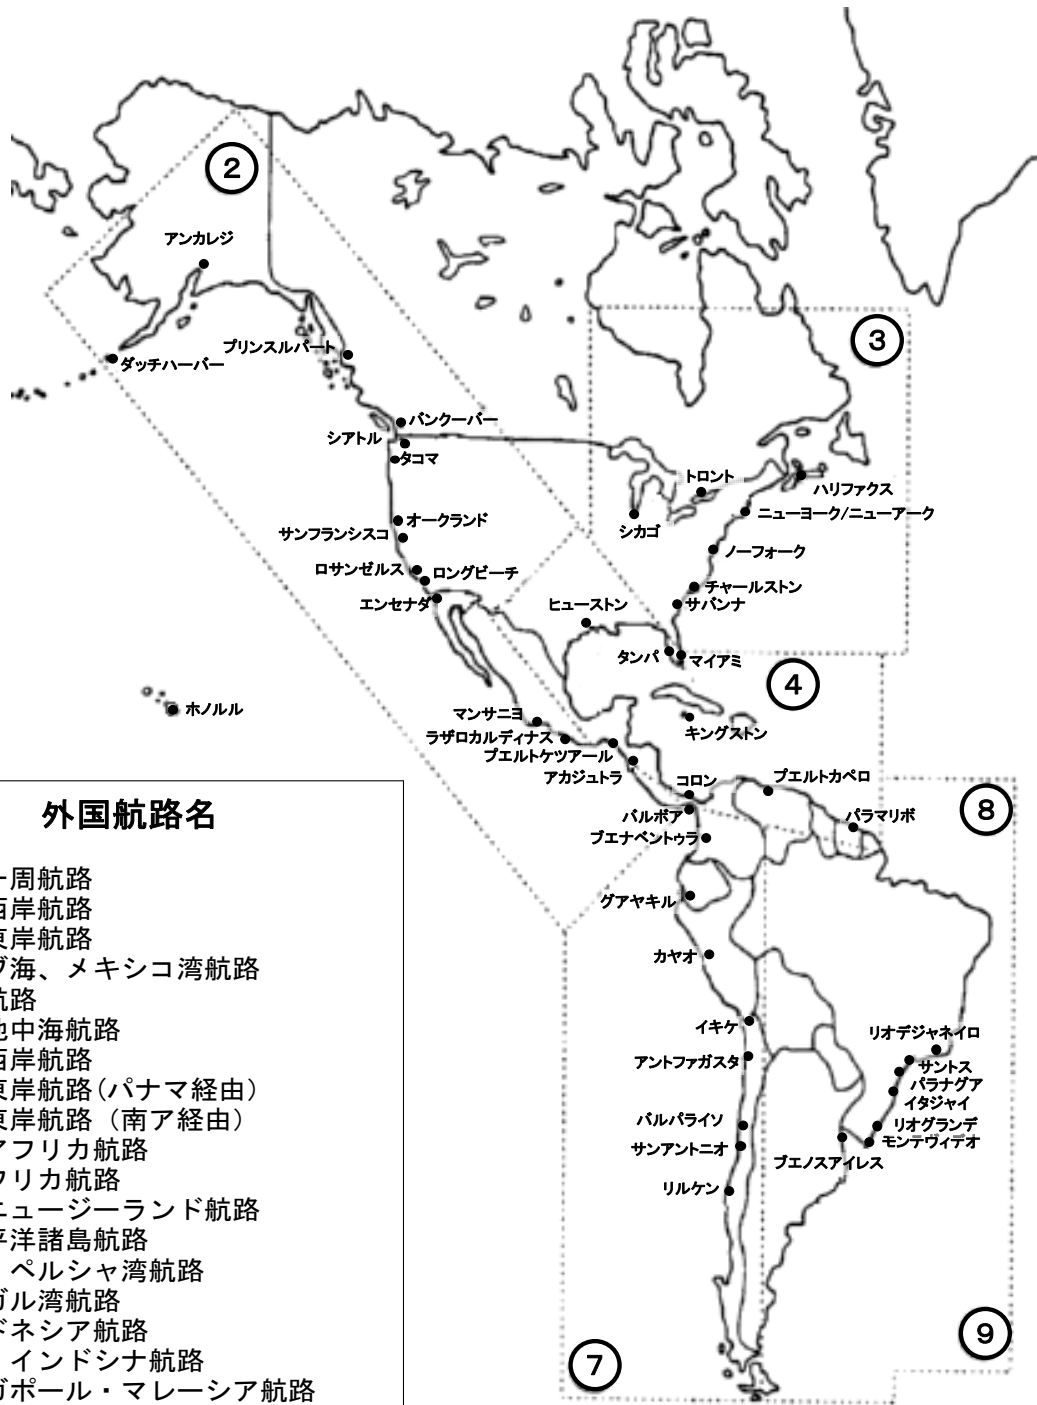 ②
アンカレジ
③
プリンスルパート
ダッチハーバー
バンクーバー
シアトル
タコマ
トロント
ハリファクス
シカゴ
ニューヨーク/ニューアーク
オークランド
サンフランシスコ
ノーフォーク
ロサンゼルス
ロングビーチ
チャールストン
エンセナダ
サバンナ
ヒューストン
タンパ
マイアミ
④
ホノルル
マンサニヨ
キングストン
ラザロカルディナス
プエルトケツアール
アカジュトラ
コロン
プエルトカペロ
⑧
バルボア
パラマリボ
ブエナベントゥラ
グアヤキル
カヤオ
イキケ
リオデジャネイロ
アントファガスタ
サントス
パラナグア
イタジャイ
バルパライソ
リオグランデ
サンアントニオ
モンテヴィデオ
ブエノスアイレス
リルケン
⑨
⑦
外国航路名
一周航路
西岸航路
東岸航路
ブ海、メキシコ湾航路
航路
地中海航路
西岸航路
東岸航路(パナマ経由)
東岸航路（南ア経由）
アフリカ航路
フリカ航路
ニュージーランド航路
平洋諸島航路
ペルシャ湾航路
ガル湾航路
ドネシア航路
インドシナ航路
ガポール・マレーシア航路